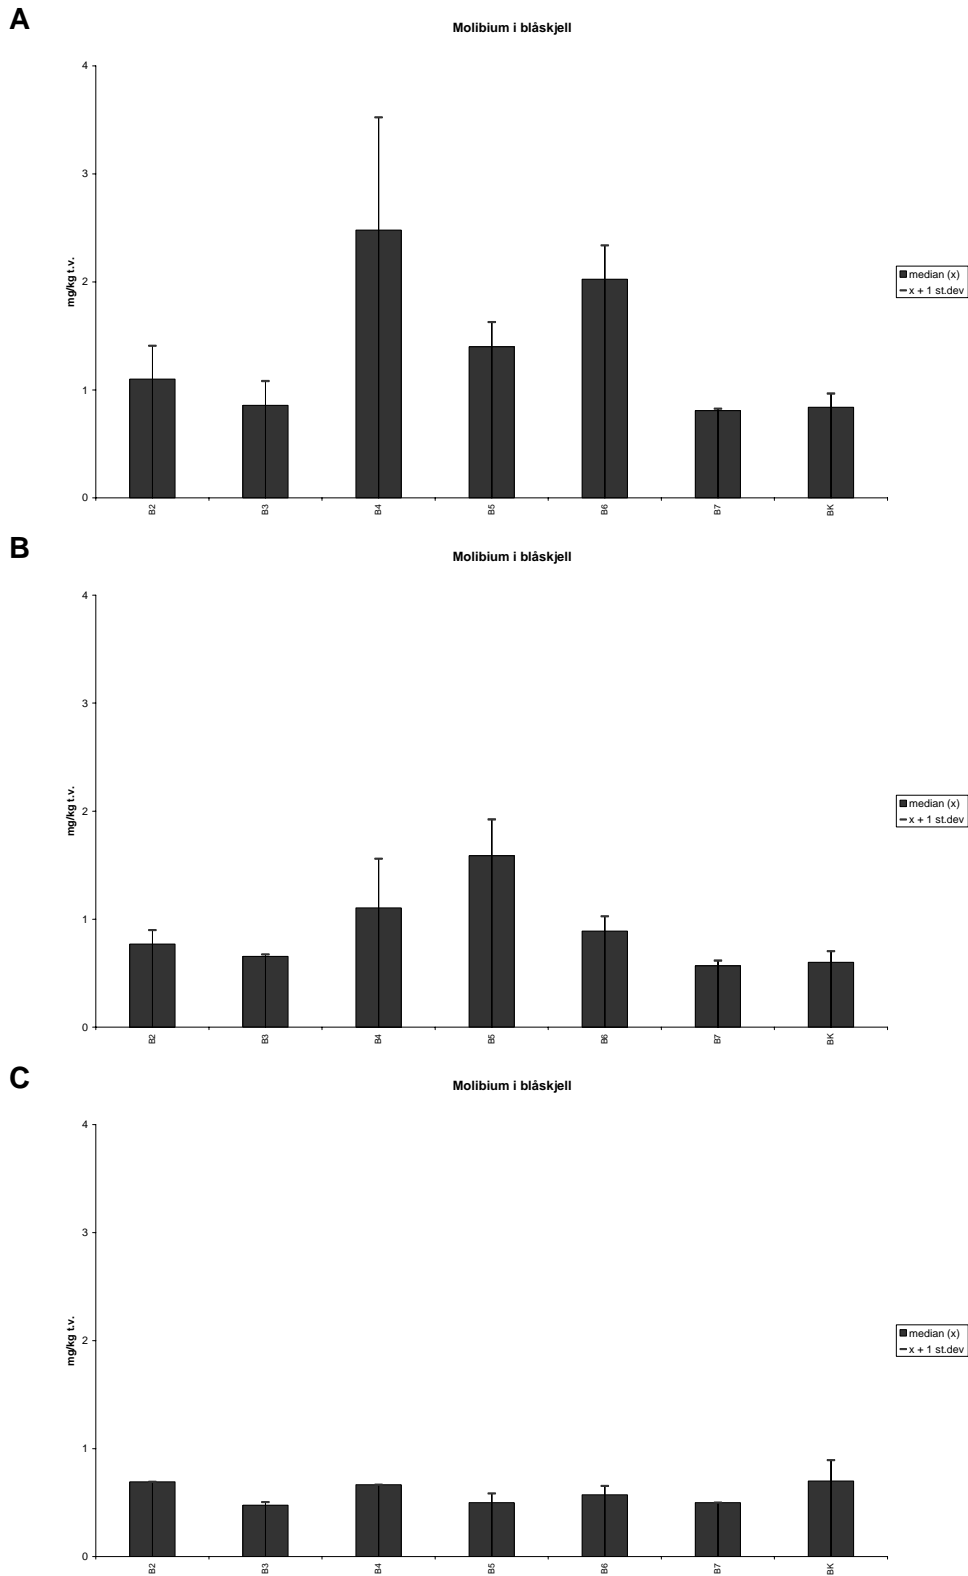 A
Molibium i blåskjell
4
3
2
1
0
mg/kg t.v.
B2
B3
B4
B5
B6
B7
BK
median (x)
x + 1 st.dev
B
Molibium i blåskjell
4
3
2
1
0
mg/kg t.v.
B2
B3
B4
B5
B6
B7
BK
median (x)
x + 1 st.dev
C
Molibium i blåskjell
4
3
2
1
0
mg/kg t.v.
B2
B3
B4
B5
B6
B7
BK
median (x)
x + 1 st.dev